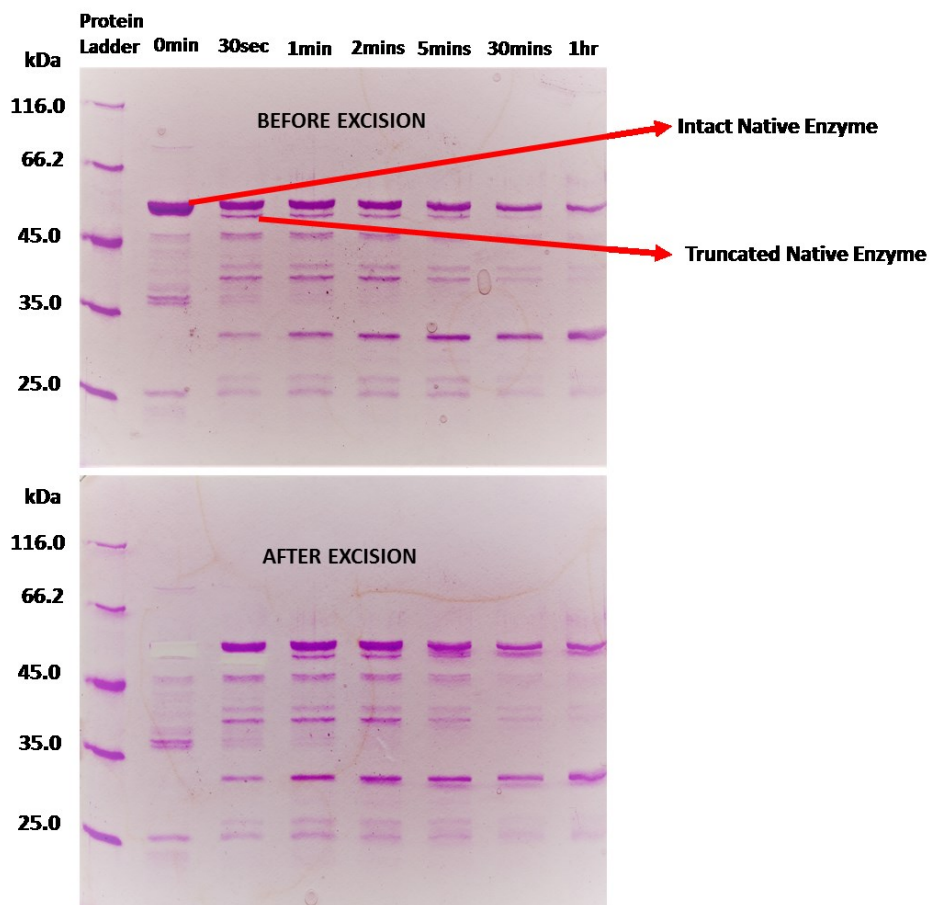 Protein
Ladder 0min 30sec 1min 2mins 5mins 30mins 1hr
kDa
116.0
BEFORE EXCISION
Intact Native Enzyme
66.2
45.0
Truncated Native Enzyme
35.0
25.0
kDa
116.0
AFTER EXCISION
66.2
45.0
35.0
25.0